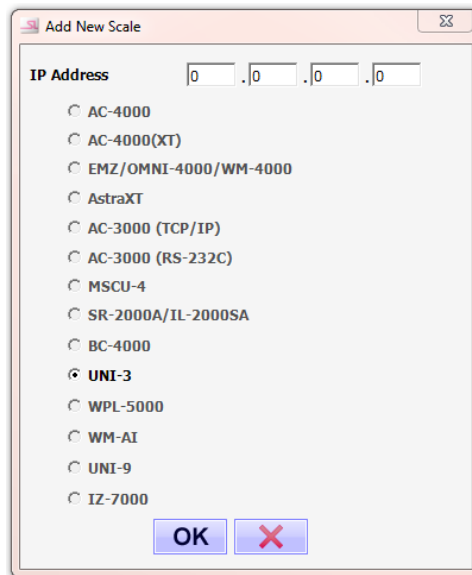 Add New Scale
IP Address 0 . 0 . 0 . 0
AC-4000
AC-4000(XT)
EMZ/OMNI-4000/WM-4000
AstraXT
AC-3000 (TCP/IP)
AC-3000 (RS-232C)
MSCU-4
SR-2000A/IL-2000SA
BC-4000
UNI-3
WPL-5000
WM-AI
UNI-9
IZ-7000
OK